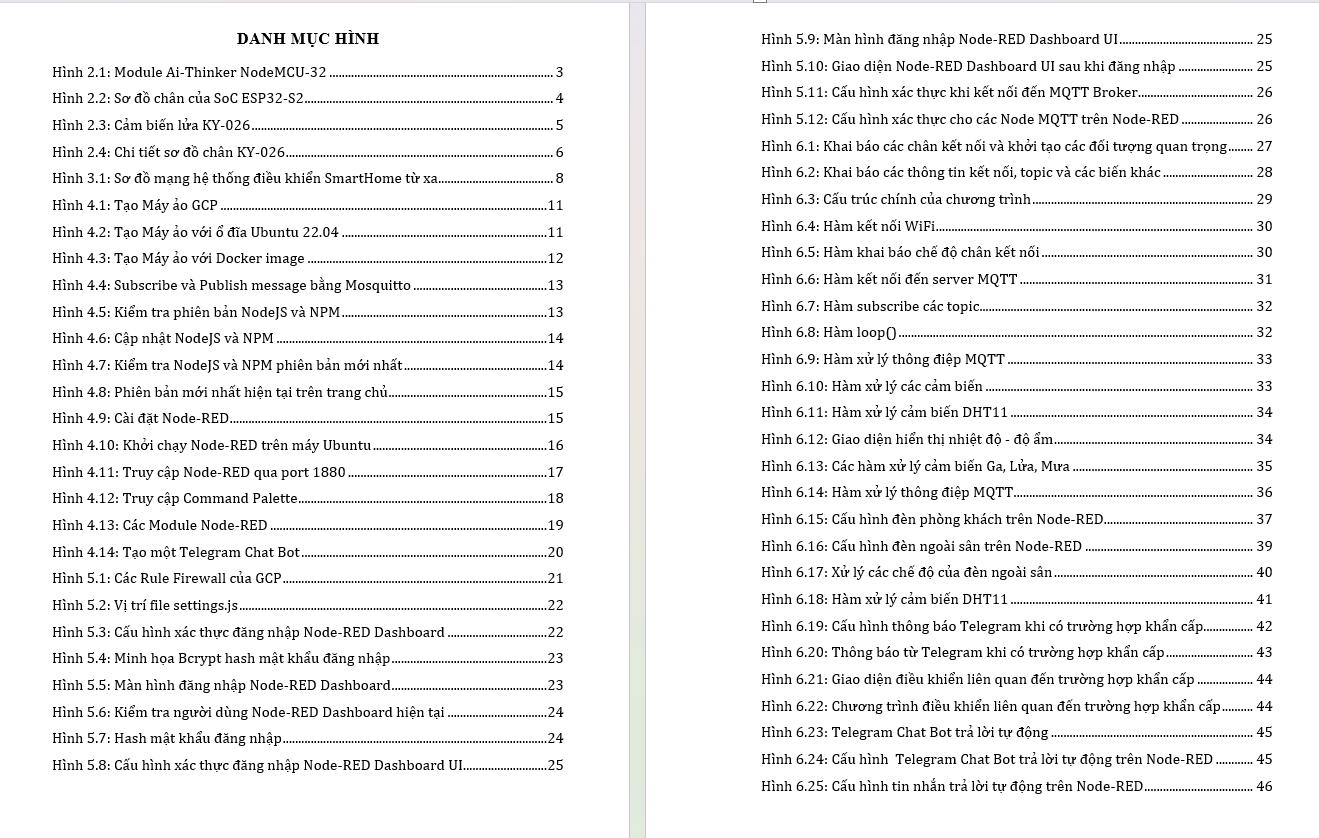 DANH MỤC HÌNH
Hình 2.1: Module Ai-Thinker NodeMCU-32 ........ 3
Hình 2.2: Sơ đồ chân của SoC ESP32-S2........ 4
Hình 2.3: Cảm biến lửa KY-026........ 5
Hình 2.4: Chi tiết sơ đồ chân KY-026........ 6
Hình 3.1: Sơ đồ mạng hệ thống điều khiển SmartHome từ xa........ 8
Hình 4.1: Tạo Máy ảo GCP ........11
Hình 4.2: Tạo Máy ảo với ổ đĩa Ubuntu 22.04 ........11
Hình 4.3: Tạo Máy ảo với Docker image ........12
Hình 4.4: Subscribe và Publish message bằng Mosquitto ........13
Hình 4.5: Kiểm tra phiên bản NodeJS và NPM........13
Hình 4.6: Cập nhật NodeJS và NPM ........14
Hình 4.7: Kiểm tra NodeJS và NPM phiên bản mới nhất........14
Hình 4.8: Phiên bản mới nhất hiện tại trên trang chủ........15
Hình 4.9: Cài đặt Node-RED........15
Hình 4.10: Khởi chạy Node-RED trên máy Ubuntu........16
Hình 4.11: Truy cập Node-RED qua port 1880 ........17
Hình 4.12: Truy cập Command Palette........18
Hình 4.13: Các Module Node-RED ........19
Hình 4.14: Tạo một Telegram Chat Bot........20
Hình 5.1: Các Rule Firewall của GCP........21
Hình 5.2: Vị trí file settings.js........22
Hình 5.3: Cấu hình xác thực đăng nhập Node-RED Dashboard ........22
Hình 5.4: Minh họa Bcrypt hash mật khẩu đăng nhập........23
Hình 5.5: Màn hình đăng nhập Node-RED Dashboard........23
Hình 5.6: Kiểm tra người dùng Node-RED Dashboard hiện tại ........24
Hình 5.7: Hash mật khẩu đăng nhập........24
Hình 5.8: Cấu hình xác thực đăng nhập Node-RED Dashboard UI........25
Hình 5.9: Màn hình đăng nhập Node-RED Dashboard UI........ 25
Hình 5.10: Giao diện Node-RED Dashboard UI sau khi đăng nhập ........ 25
Hình 5.11: Cấu hình xác thực khi kết nối đến MQTT Broker........ 26
Hình 5.12: Cấu hình xác thực cho các Node MQTT trên Node-RED ........ 26
Hình 6.1: Khai báo các chân kết nối và khởi tạo các đối tượng quan trọng........ 27
Hình 6.2: Khai báo các thông tin kết nối, topic và các biến khác ........ 28
Hình 6.3: Cấu trúc chính của chương trình........ 29
Hình 6.4: Hàm kết nối WiFi........ 30
Hình 6.5: Hàm khai báo chế độ chân kết nối ........ 30
Hình 6.6: Hàm kết nối đến server MQTT ........ 31
Hình 6.7: Hàm subscribe các topic........ 32
Hình 6.8: Hàm loop()........ 32
Hình 6.9: Hàm xử lý thông điệp MQTT ........ 33
Hình 6.10: Hàm xử lý các cảm biến ........ 33
Hình 6.11: Hàm xử lý cảm biến DHT11 ........ 34
Hình 6.12: Giao diện hiển thị nhiệt độ - độ ẩm........ 34
Hình 6.13: Các hàm xử lý cảm biến Ga, Lửa, Mưa ........ 35
Hình 6.14: Hàm xử lý thông điệp MQTT........ 36
Hình 6.15: Cấu hình đèn phòng khách trên Node-RED........ 37
Hình 6.16: Cấu hình đèn ngoài sân trên Node-RED ........ 39
Hình 6.17: Xử lý các chế độ của đèn ngoài sân........ 40
Hình 6.18: Hàm xử lý cảm biến DHT11 ........ 41
Hình 6.19: Cấu hình thông báo Telegram khi có trường hợp khẩn cấp........ 42
Hình 6.20: Thông báo từ Telegram khi có trường hợp khẩn cấp........ 43
Hình 6.21: Giao diện điều khiển liên quan đến trường hợp khẩn cấp ........ 44
Hình 6.22: Chương trình điều khiển liên quan đến trường hợp khẩn cấp........ 44
Hình 6.23: Telegram Chat Bot trả lời tự động ........ 45
Hình 6.24: Cấu hình  Telegram Chat Bot trả lời tự động trên Node-RED ........ 45
Hình 6.25: Cấu hình tin nhắn trả lời tự động trên Node-RED........ 46